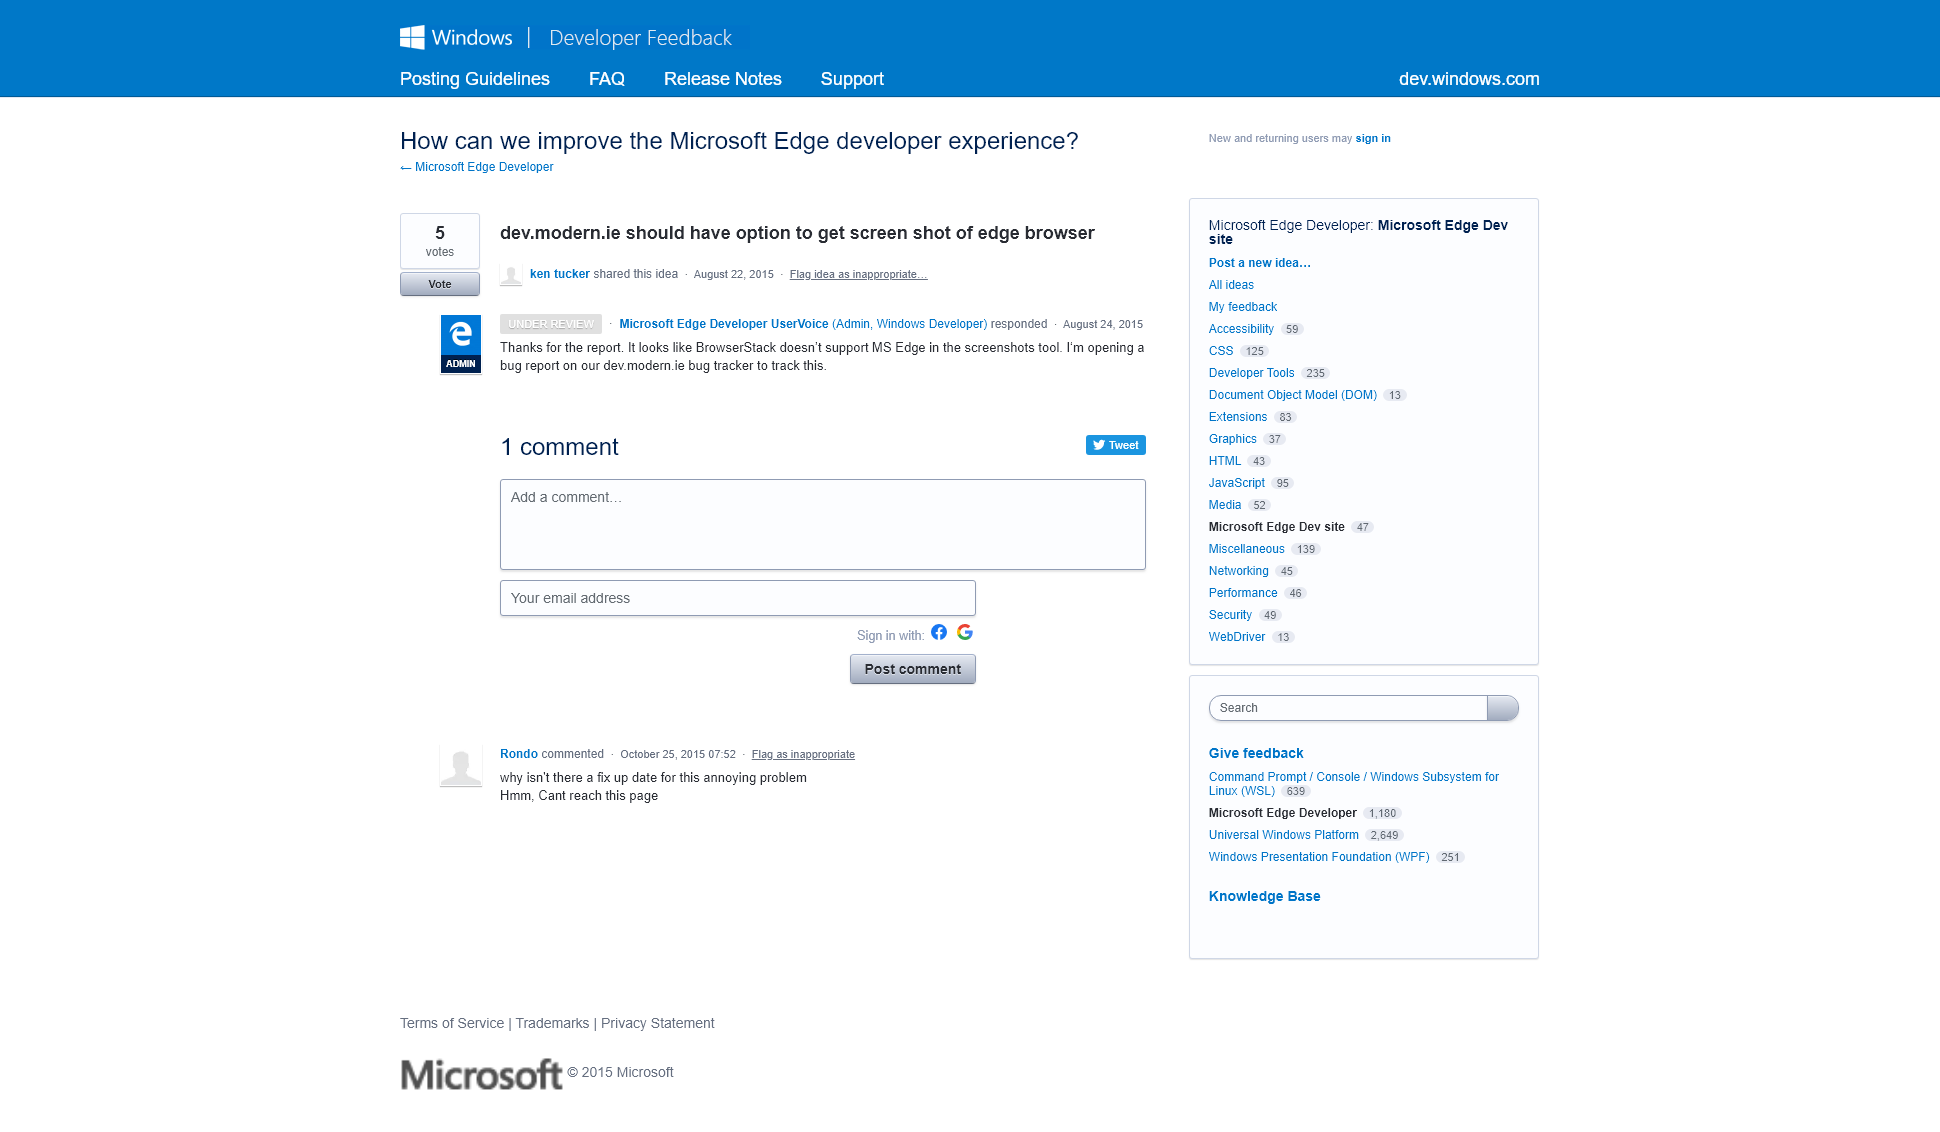 Windows | Developer Feedback
Posting Guidelines FAQ Release Notes Support dev.windows.com
How can we improve the Microsoft Edge developer experience?
← Microsoft Edge Developer
New and returning users may sign in
5
votes
Vote
dev.modern.ie should have option to get screen shot of edge browser
ken tucker shared this idea · August 22, 2015 · Flag idea as inappropriate…
ADMIN
UNDER REVIEW · Microsoft Edge Developer UserVoice (Admin, Windows Developer) responded · August 24, 2015
Thanks for the report. It looks like BrowserStack doesn’t support MS Edge in the screenshots tool. I’m opening a
bug report on our dev.modern.ie bug tracker to track this.
1 comment
Tweet
Add a comment…
Your email address
Sign in with:
Post comment
Rondo commented · October 25, 2015 07:52 · Flag as inappropriate
why isn’t there a fix up date for this annoying problem
Hmm, Cant reach this page
Microsoft Edge Developer: Microsoft Edge Dev
site
Post a new idea…
All ideas
My feedback
Accessibility 59
CSS 125
Developer Tools 235
Document Object Model (DOM) 13
Extensions 83
Graphics 37
HTML 43
JavaScript 95
Media 52
Microsoft Edge Dev site 47
Miscellaneous 139
Networking 45
Performance 46
Security 49
WebDriver 13
Search
Give feedback
Command Prompt / Console / Windows Subsystem for
Linux (WSL) 639
Microsoft Edge Developer 1,180
Universal Windows Platform 2,649
Windows Presentation Foundation (WPF) 251
Knowledge Base
Terms of Service | Trademarks | Privacy Statement
Microsoft © 2015 Microsoft